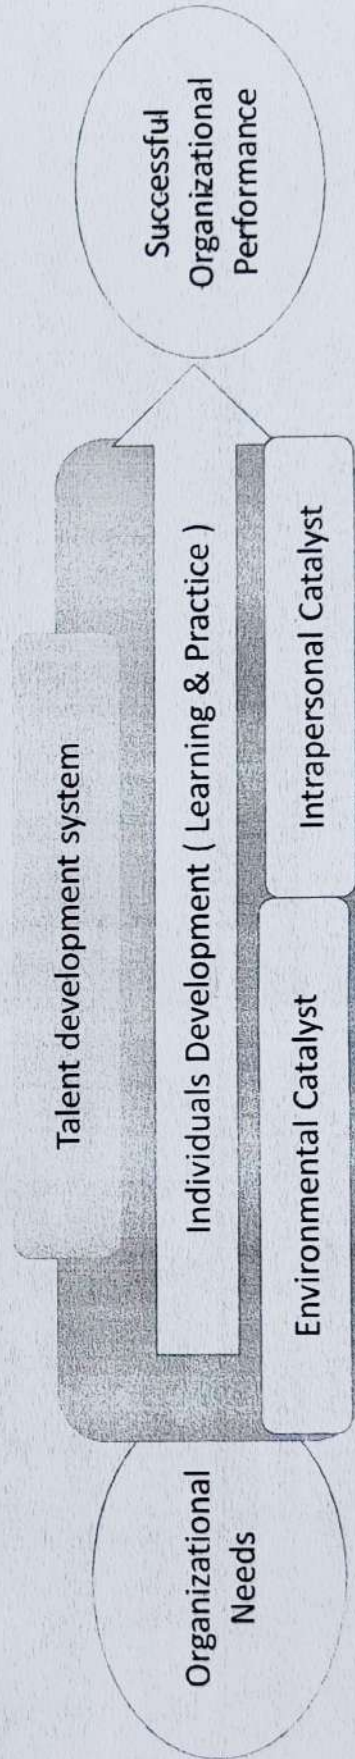 Talent development system
Organizational
Needs
Individuals Development ( Learning & Practice )
Successful
Organizational
Performance
Environmental Catalyst
Intrapersonal Catalyst